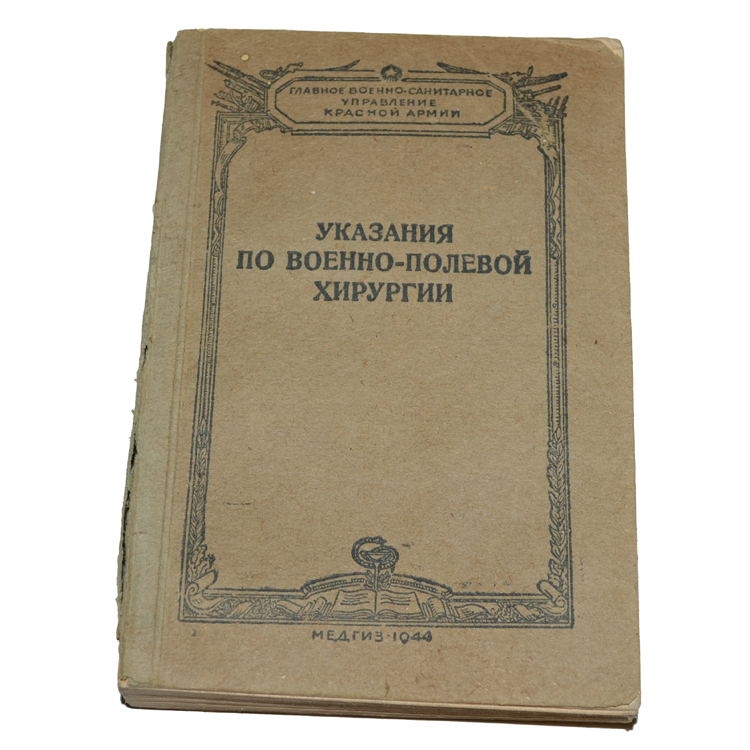 ГЛАВНОЕ ВОЕННО-САНИТАРНОЕ
УПРАВЛЕНИЕ
КРАСНОЙ АРМИИ
УКАЗАНИЯ
ПО ВОЕННО-ПОЛЕВОЙ
ХИРУРГИИ
МЕДГИЗ·1944